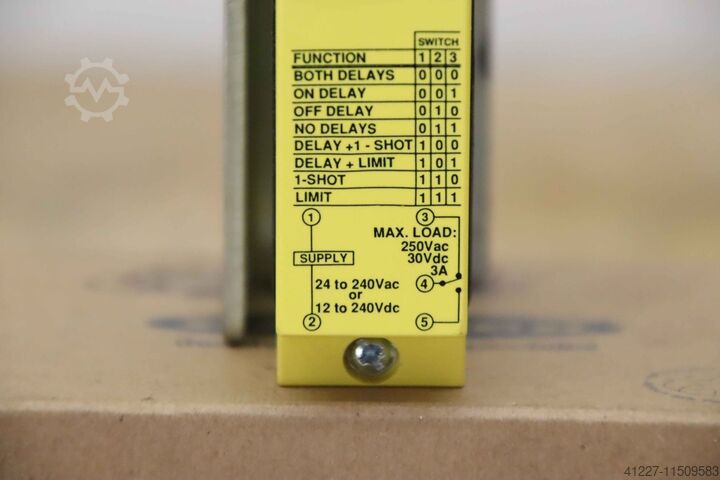 SWITCH
FUNCTION 1 2 3
BOTH DELAYS 0 0 0
ON DELAY 0 0 1
OFF DELAY 0 1 0
NO DELAYS 0 1 1
DELAY +1 - SHOT 1 0 0
DELAY + LIMIT 1 0 1
1-SHOT 1 1 0
LIMIT 1 1 1
1 3
MAX. LOAD:
250Vac
30Vdc
3A
SUPPLY
4
24 to 240Vac
or
12 to 240Vdc
2 5
41227-11509583